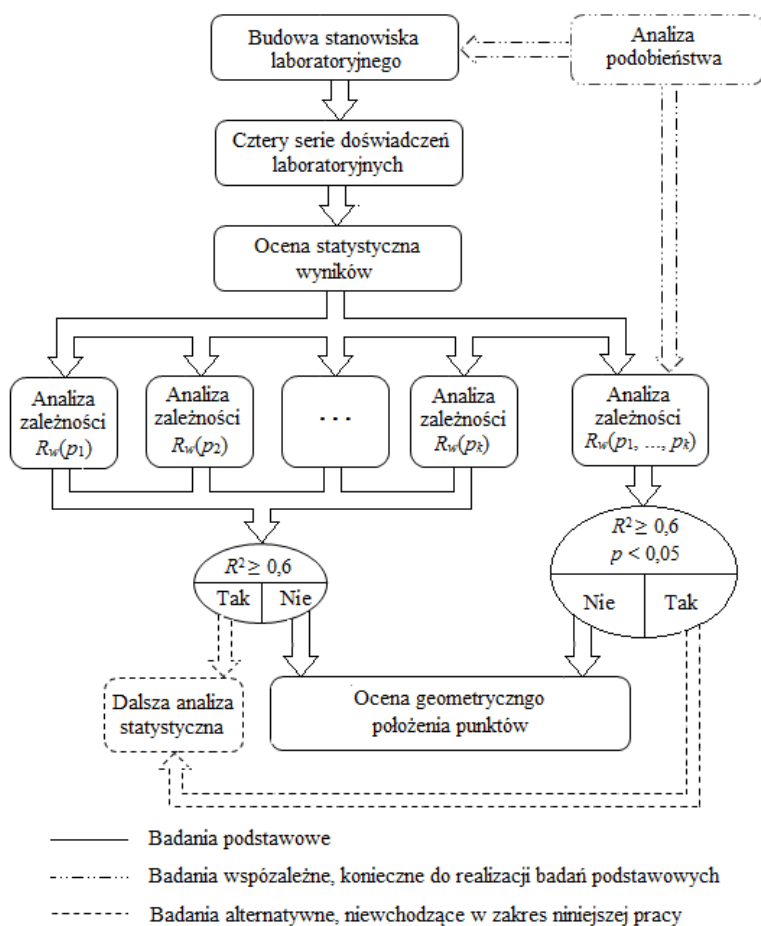 Budowa stanowiska
laboratoryjnego
Analiza
podobieństwa
Cztery serie doświadczeń
laboratoryjnych
Ocena statystyczna
wyników
Analiza
zależności
Rw(p1)
Analiza
zależności
Rw(p2)
. . .
Analiza
zależności
Rw(pk)
Analiza
zależności
Rw(p1, ..., pk)
R² ≥ 0,6
Tak
Nie
R² ≥ 0,6
p < 0,05
Nie
Tak
Dalsza analiza
statystyczna
Ocena geometryczngo
położenia punktów
Badania podstawowe
Badania wspózależne, konieczne do realizacji badań podstawowych
Badania alternatywne, niewchodzące w zakres niniejszej pracy